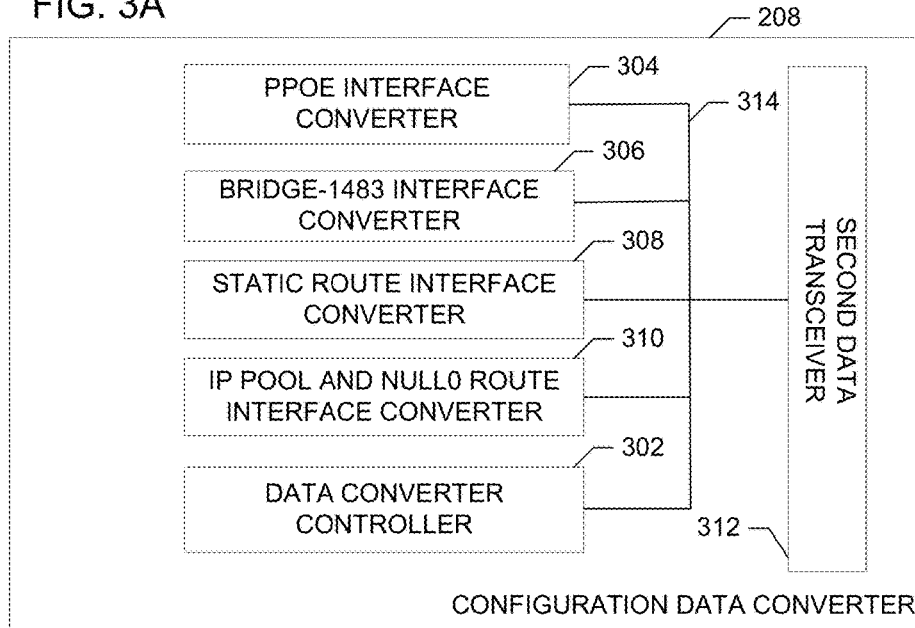 FIG. 3A
208
PPOE INTERFACE
CONVERTER
304
314
306
BRIDGE-1483 INTERFACE
CONVERTER
308
STATIC ROUTE INTERFACE
CONVERTER
310
IP POOL AND NULL0 ROUTE
INTERFACE CONVERTER
302
DATA CONVERTER
CONTROLLER
312
SECOND DATA
TRANSCEIVER
CONFIGURATION DATA CONVERTER